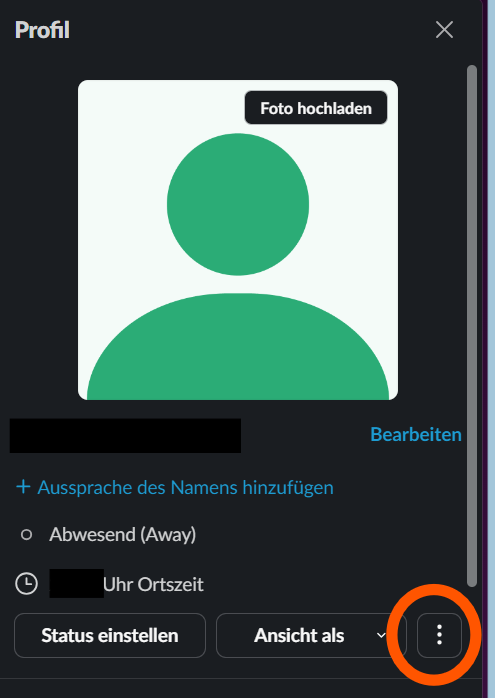 Profil
Foto hochladen
Bearbeiten
+ Aussprache des Namens hinzufügen
Abwesend (Away)
Uhr Ortszeit
Status einstellen
Ansicht als